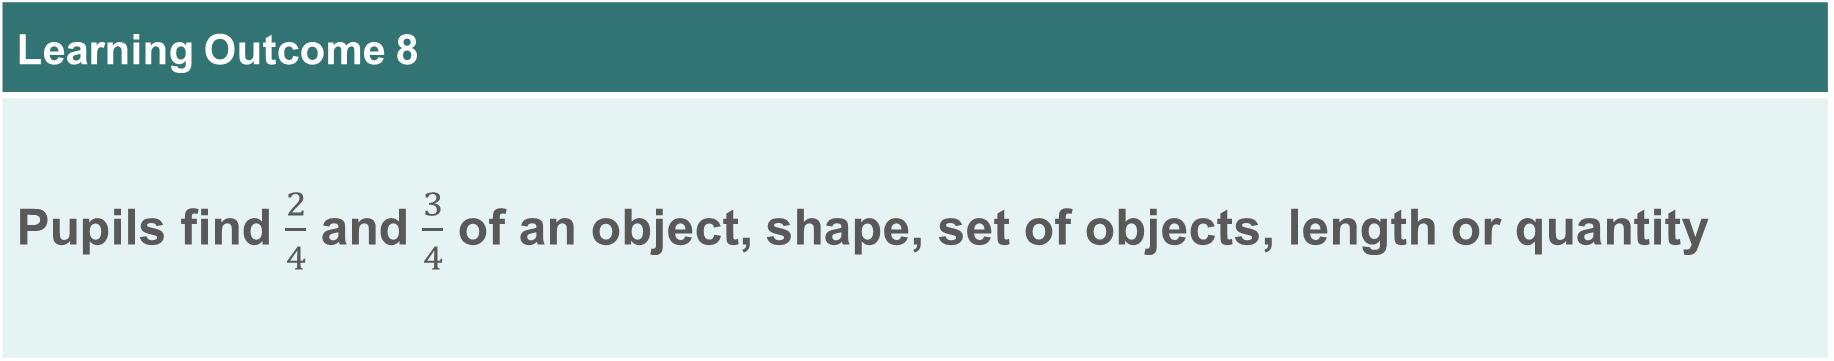 Learning Outcome 8
Pupils find 2/4 and 3/4 of an object, shape, set of objects, length or quantity